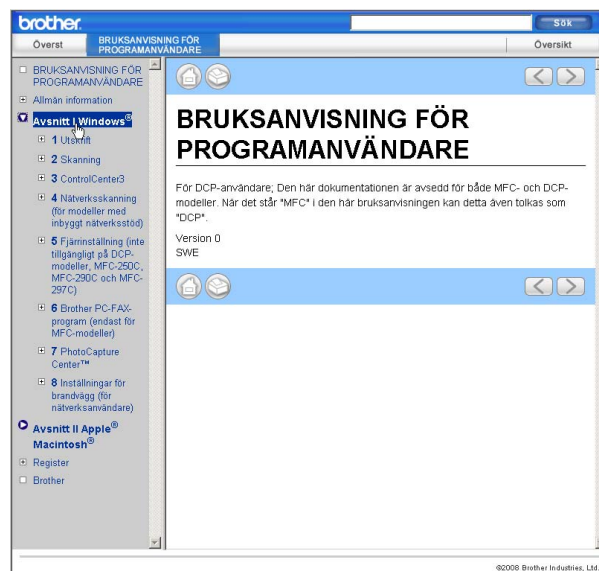 brother.
Sök
Överst
BRUKSANVISNING FÖR
PROGRAMANVÄNDARE
Översikt
BRUKSANVISNING FÖR
PROGRAMANVÄNDARE
Allmän information
Avsnitt I Windows®
1 Utskrift
2 Skanning
3 ControlCenter3
4 Nätverksskanning
(för modeller med
inbyggt nätverksstöd)
5 Fjärrinställning (inte
tillgängligt på DCP-
modeller, MFC-250C,
MFC-290C och MFC-
297C)
6 Brother PC-FAX-
program (endast för
MFC-modeller)
7 PhotoCapture
Center™
8 Inställningar för
brandvägg (för
nätverksanvändare)
Avsnitt II Apple®
Macintosh®
Register
Brother
BRUKSANVISNING FÖR
PROGRAMANVÄNDARE
För DCP-användare; Den här dokumentationen är avsedd för både MFC- och DCP-
modeller. När det står "MFC" i den här bruksanvisningen kan detta även tolkas som
"DCP".
Version 0
SWE
©2008 Brother Industries, Ltd.